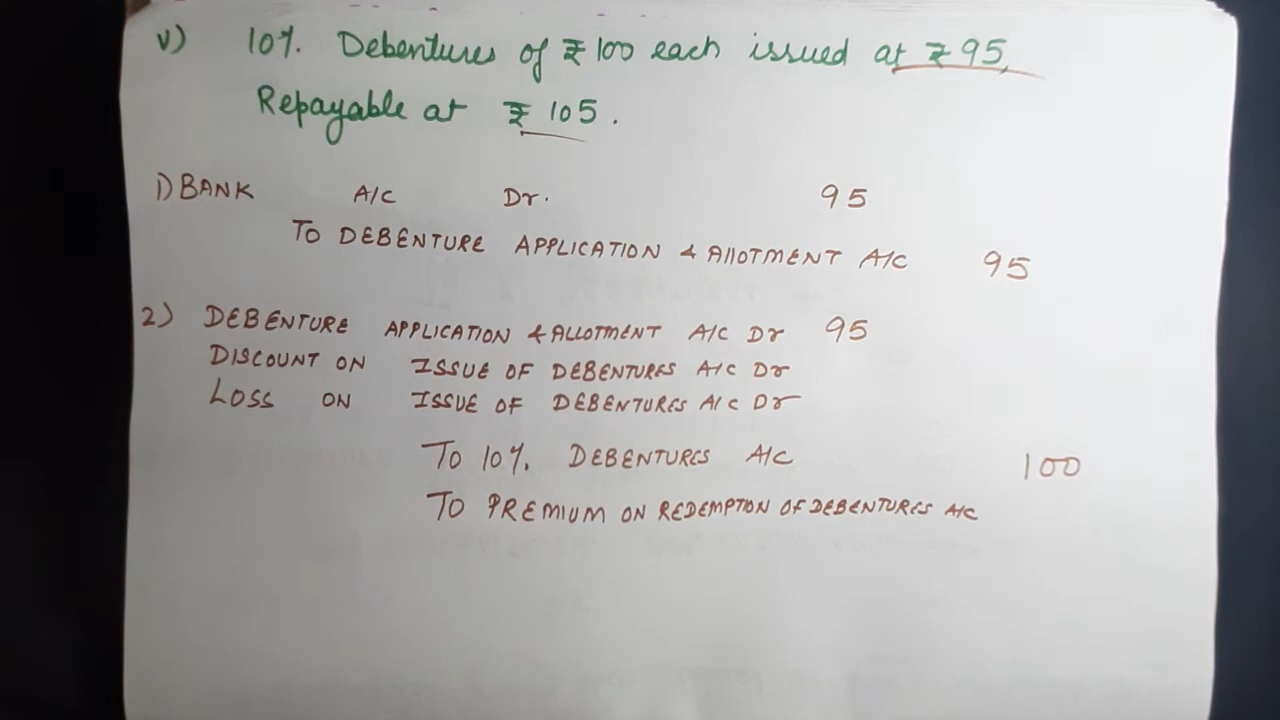 v) 10%. Debentures of ₹ 100 each issued at ₹ 95,
Repayable at ₹ 105.
1) BANK A/C Dr. 95
TO DEBENTURE APPLICATION & ALLOTMENT A/C 95
2) DEBENTURE APPLICATION & ALLOTMENT A/C Dr 95
DISCOUNT ON ISSUE OF DEBENTURES A/C Dr
LOSS ON ISSUE OF DEBENTURES A/C Dr
TO 10%. DEBENTURES A/C 100
TO PREMIUM ON REDEMPTION OF DEBENTURES A/C